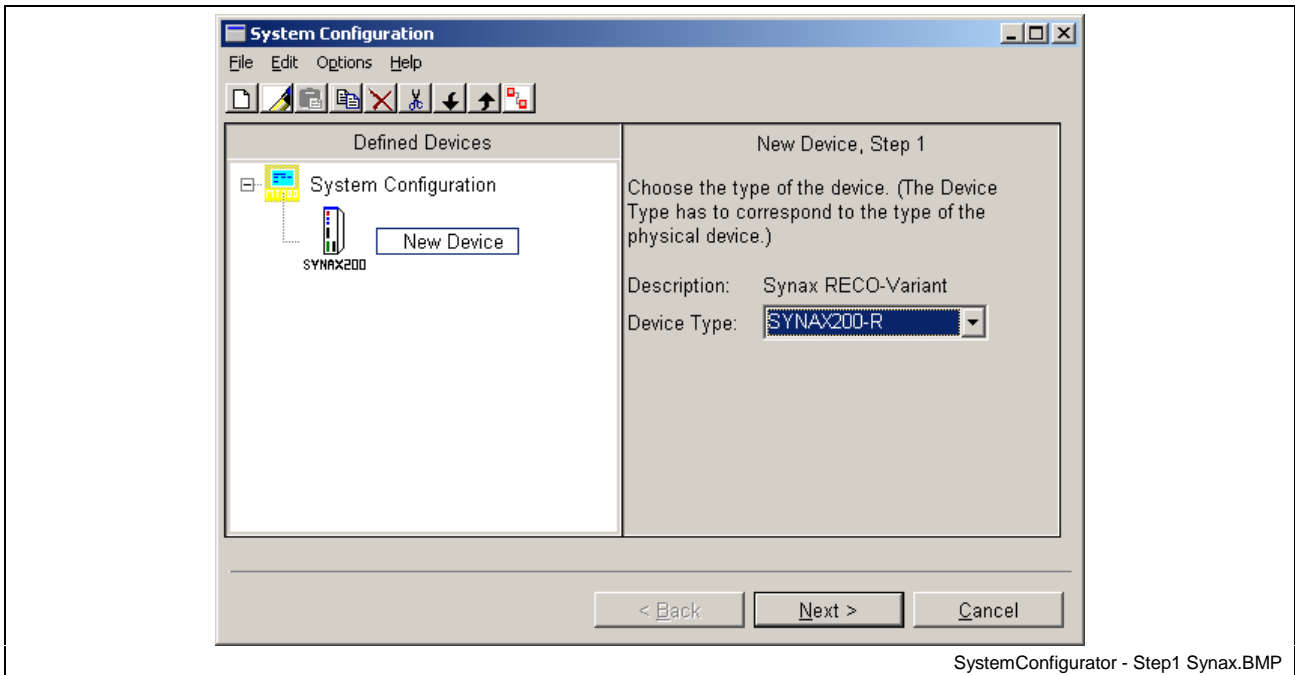 System Configuration
File Edit Options Help
Defined Devices
System Configuration
New Device
SYNAX200
New Device, Step 1
Choose the type of the device. (The Device
Type has to correspond to the type of the
physical device.)
Description: Synax RECO-Variant
Device Type: SYNAX200-R
< Back Next > Cancel
SystemConfigurator - Step1 Synax.BMP